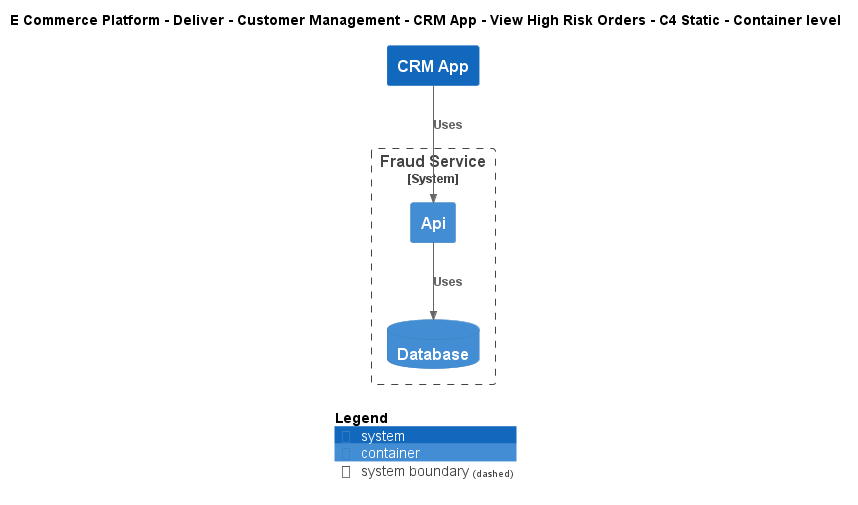 E Commerce Platform - Deliver - Customer Management - CRM App - View High Risk Orders - C4 Static - Container level
CRM App
Uses
Fraud Service
[System]
Api
Uses
Database
Legend
system
container
system boundary (dashed)